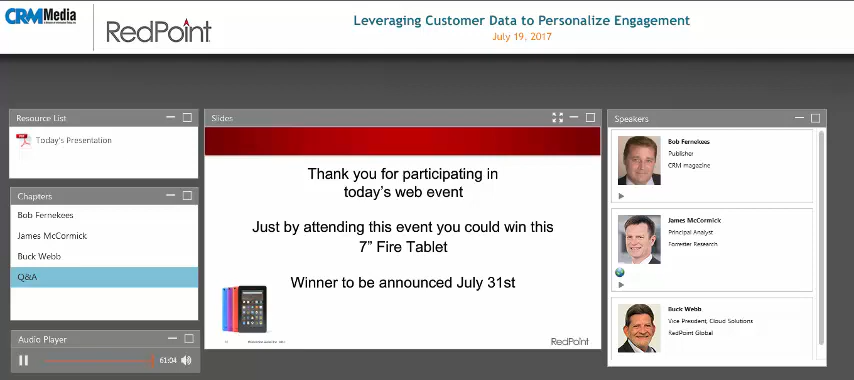 CRM Media
RedPoint
Leveraging Customer Data to Personalize Engagement
July 19, 2017
Resource List
Today's Presentation
Chapters
Bob Fernekees
James McCormick
Buck Webb
Q&A
Audio Player
61:04
Slides
Thank you for participating in
today's web event
Just by attending this event you could win this
7” Fire Tablet
Winner to be announced July 31st
RedPoint
Speakers
Bob Fernekees
Publisher
CRM magazine
James McCormick
Principal Analyst
Forrester Research
Buck Webb
Vice President, Cloud Solutions
RedPoint Global